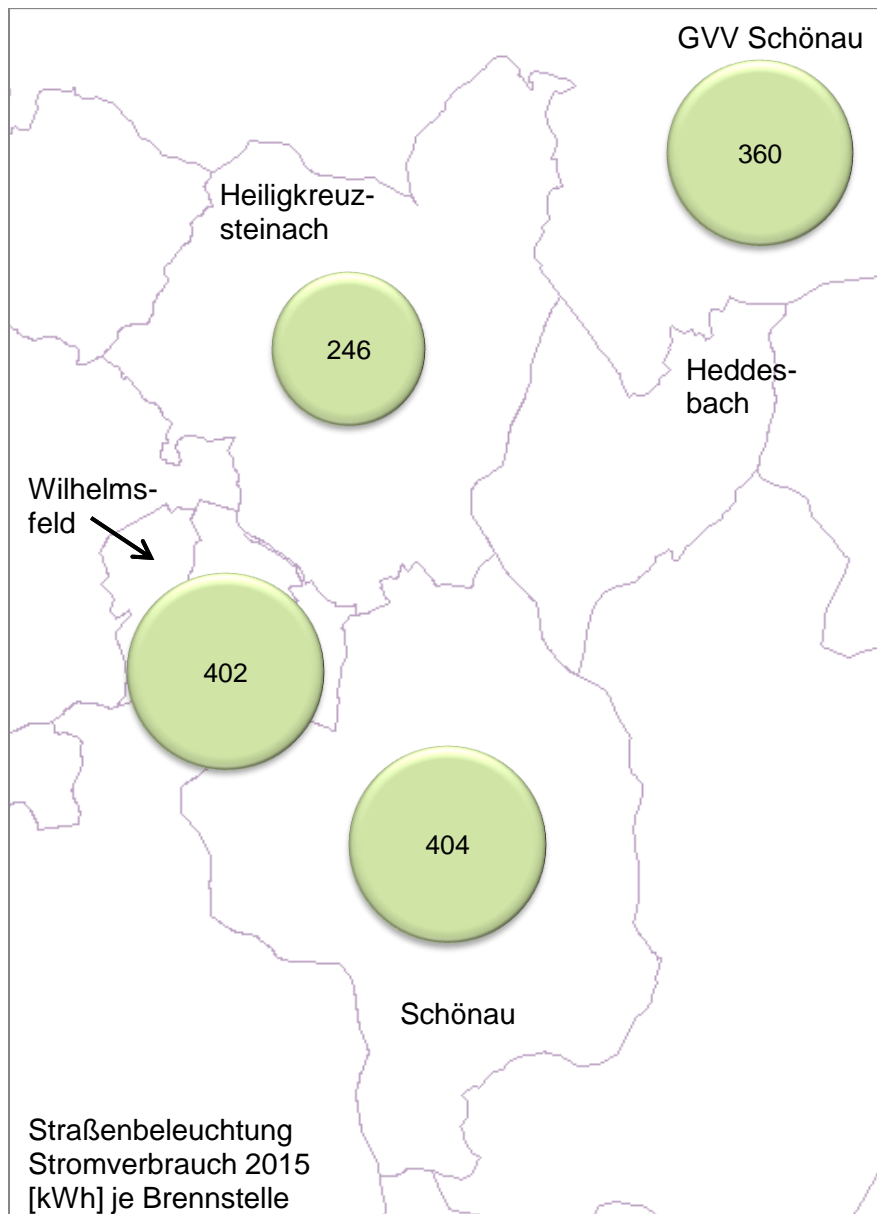 GVV Schönau
360
Heiligkreuz-
steinach
246
Heddes-
bach
Wilhelms-
feld
402
404
Schönau
Straßenbeleuchtung
Stromverbrauch 2015
[kWh] je Brennstelle